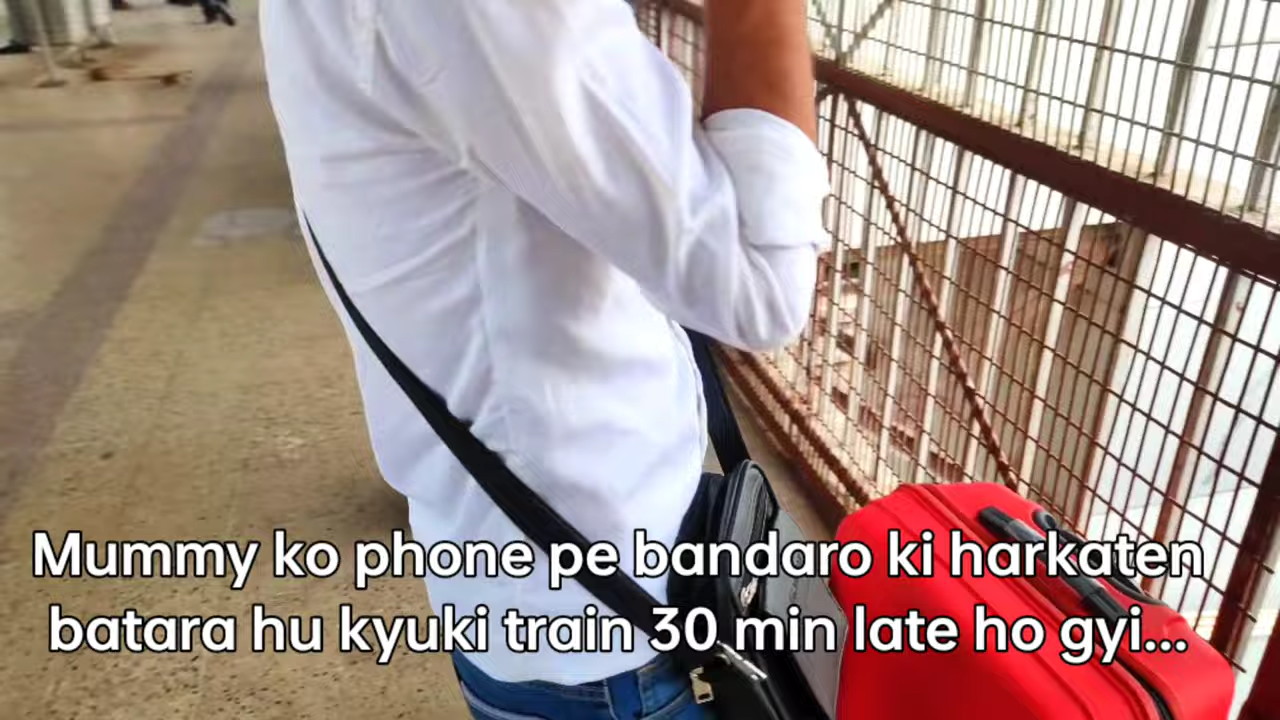 Mummy ko phone pe bandaro ki harkaten
batara hu kyuki train 30 min late ho gyi...